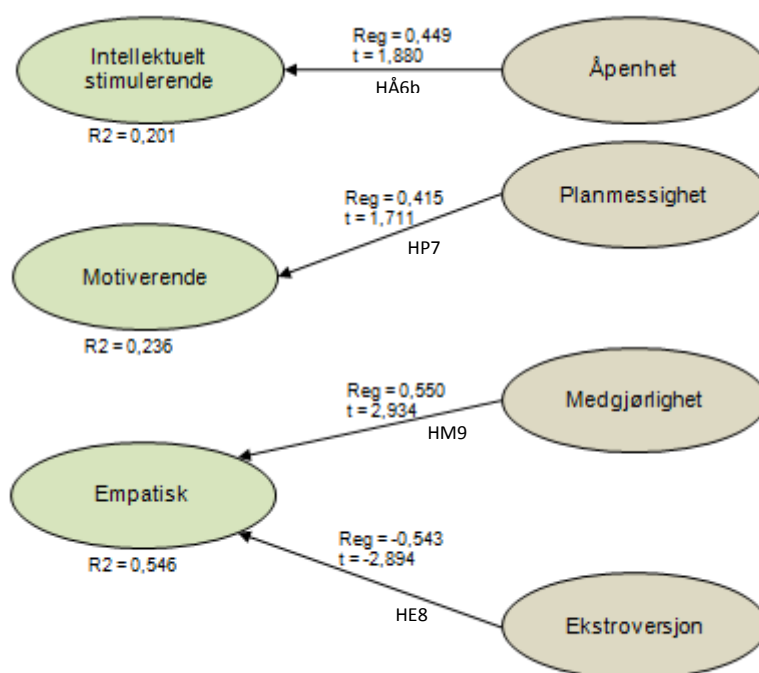 Intellektuelt
stimulerende
R2 = 0,201
Reg = 0,449
t = 1,880
HÅ6b
Åpenhet
Planmessighet
Reg = 0,415
t = 1,711
HP7
Motiverende
R2 = 0,236
Medgjørlighet
Reg = 0,550
t = 2,934
HM9
Empatisk
R2 = 0,546
Reg = -0,543
t = -2,894
HE8
Ekstroversjon